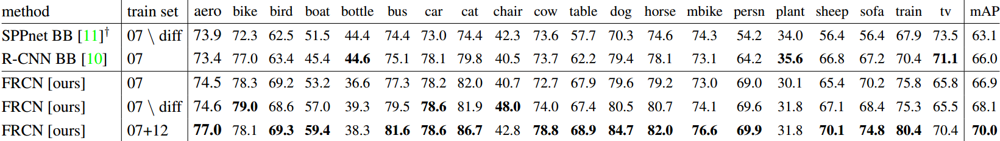 method train set aero bike bird boat bottle bus car cat chair cow table dog horse mbike persn plant sheep sofa train tv mAP
SPPnet BB [11]† 07 \ diff 73.9 72.3 62.5 51.5 44.4 74.4 73.0 74.4 42.3 73.6 57.7 70.3 74.6 74.3 54.2 34.0 56.4 56.4 67.9 73.5 63.1
R-CNN BB [10] 07 73.4 77.0 63.4 45.4 44.6 75.1 78.1 79.8 40.5 73.7 62.2 79.4 78.1 73.1 64.2 35.6 66.8 67.2 70.4 71.1 66.0
FRCN [ours] 07 74.5 78.3 69.2 53.2 36.6 77.3 78.2 82.0 40.7 72.7 67.9 79.6 79.2 73.0 69.0 30.1 65.4 70.2 75.8 65.8 66.9
FRCN [ours] 07 \ diff 74.6 79.0 68.6 57.0 39.3 79.5 78.6 81.9 48.0 74.0 67.4 80.5 80.7 74.1 69.6 31.8 67.1 68.4 75.3 65.5 68.1
FRCN [ours] 07+12 77.0 78.1 69.3 59.4 38.3 81.6 78.6 86.7 42.8 78.8 68.9 84.7 82.0 76.6 69.9 31.8 70.1 74.8 80.4 70.4 70.0